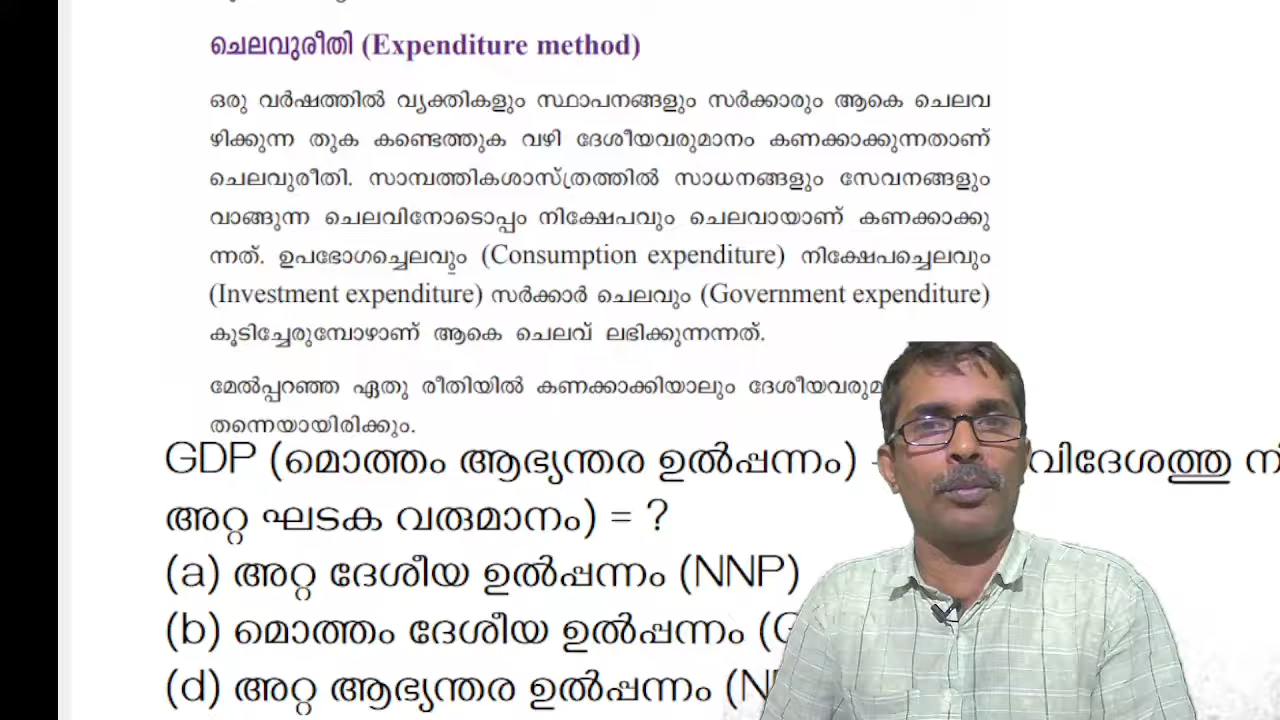 ചെലവുരീതി (Expenditure method)
ഒരു വർഷത്തിൽ വ്യക്തികളും സ്ഥാപനങ്ങളും സർക്കാരും ആകെ ചെലവ
ഴിക്കുന്ന തുക കണ്ടെത്തുക വഴി ദേശീയവരുമാനം കണക്കാക്കുന്നതാണ്
ചെലവുരീതി. സാമ്പത്തികശാസ്ത്രത്തിൽ സാധനങ്ങളും സേവനങ്ങളും
വാങ്ങുന്ന ചെലവിനോടൊപ്പം നിക്ഷേപവും ചെലവായാണ് കണക്കാക്കു
ന്നത്. ഉപഭോഗച്ചെലവും (Consumption expenditure) നിക്ഷേപച്ചെലവും
(Investment expenditure) സർക്കാർ ചെലവും (Government expenditure)
കൂടിച്ചേരുമ്പോഴാണ് ആകെ ചെലവ് ലഭിക്കുന്നന്നത്.
മേൽപ്പറഞ്ഞ ഏതു രീതിയിൽ കണക്കാക്കിയാലും
തന്നെയായിരിക്കും.
GDP (മൊത്തം ആഭ്യന്തര ഉൽപ്പന്നം) വിദേശത്തു
അറ്റ ഘടക വരുമാനം) = ?
(a) അറ്റ ദേശീയ ഉൽപ്പന്നം (NNP)
(b) മൊത്തം ദേശീയ ഉൽപ്പന്നം
(d) അറ്റ ആഭ്യന്തര ഉൽപ്പന്നം